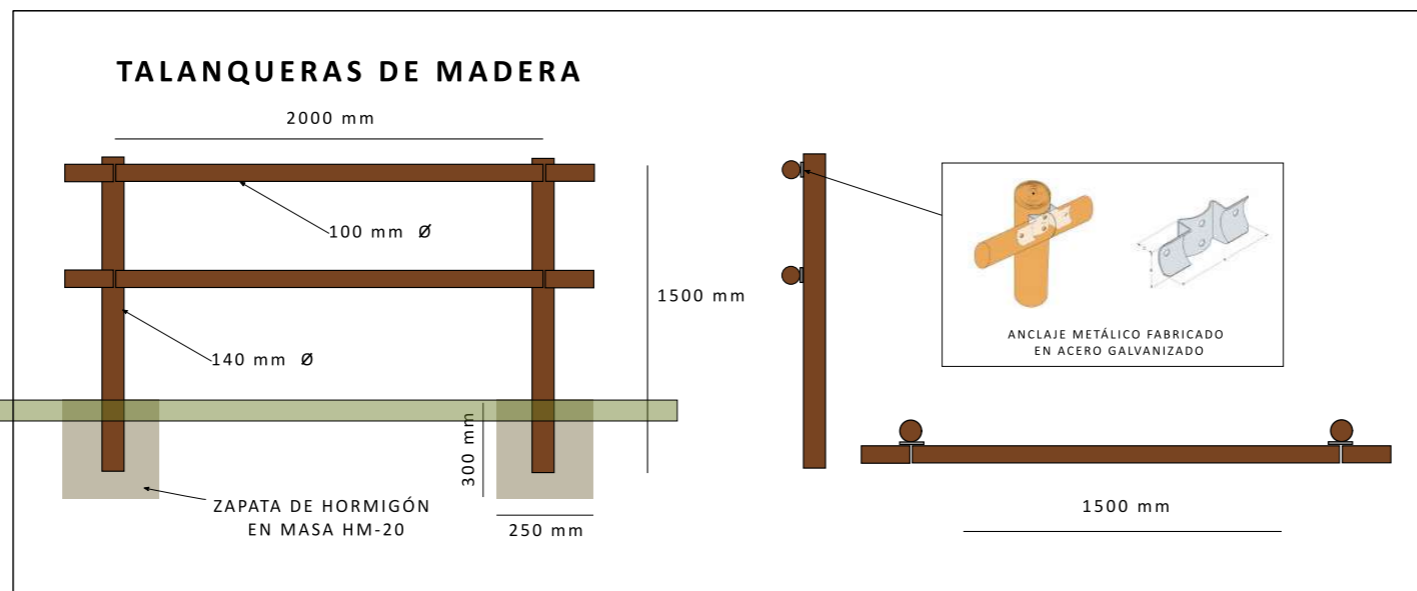 TALANQUERAS DE MADERA
2000 mm
100 mm Ø
1500 mm
140 mm Ø
300 mm
ZAPATA DE HORMIGÓN
EN MASA HM-20
250 mm
ANCLAJE METÁLICO FABRICADO
EN ACERO GALVANIZADO
1500 mm